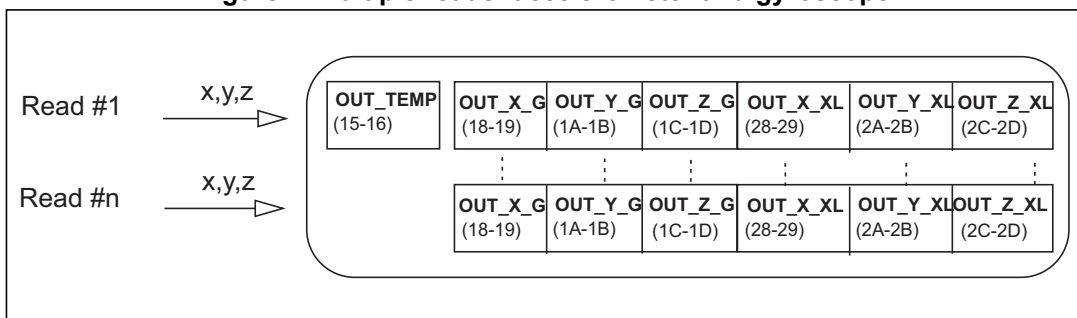 Read #1 x,y,z OUT_TEMP OUT_X_G OUT_Y_G OUT_Z_G OUT_X_XL OUT_Y_XL OUT_Z_XL
(15-16) (18-19) (1A-1B) (1C-1D) (28-29) (2A-2B) (2C-2D)
Read #n x,y,z OUT_X_G OUT_Y_G OUT_Z_G OUT_X_XL OUT_Y_XL OUT_Z_XL
(18-19) (1A-1B) (1C-1D) (28-29) (2A-2B) (2C-2D)